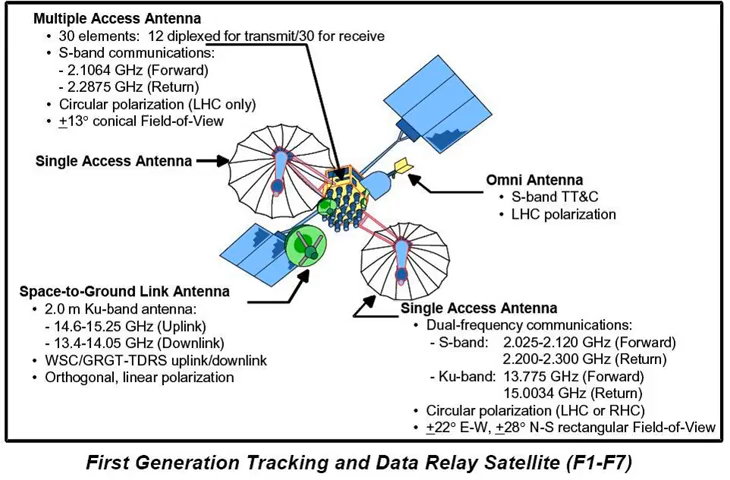 Multiple Access Antenna
• 30 elements: 12 diplexed for transmit/30 for receive
• S-band communications:
- 2.1064 GHz (Forward)
- 2.2875 GHz (Return)
• Circular polarization (LHC only)
• ±13° conical Field-of-View
Single Access Antenna
Omni Antenna
• S-band TT&C
• LHC polarization
Space-to-Ground Link Antenna
• 2.0 m Ku-band antenna:
- 14.6-15.25 GHz (Uplink)
- 13.4-14.05 GHz (Downlink)
• WSC/GRGT-TDRS uplink/downlink
• Orthogonal, linear polarization
Single Access Antenna
• Dual-frequency communications:
- S-band: 2.025-2.120 GHz (Forward)
2.200-2.300 GHz (Return)
- Ku-band: 13.775 GHz (Forward)
15.0034 GHz (Return)
• Circular polarization (LHC or RHC)
• ±22° E-W, ±28° N-S rectangular Field-of-View
First Generation Tracking and Data Relay Satellite (F1-F7)